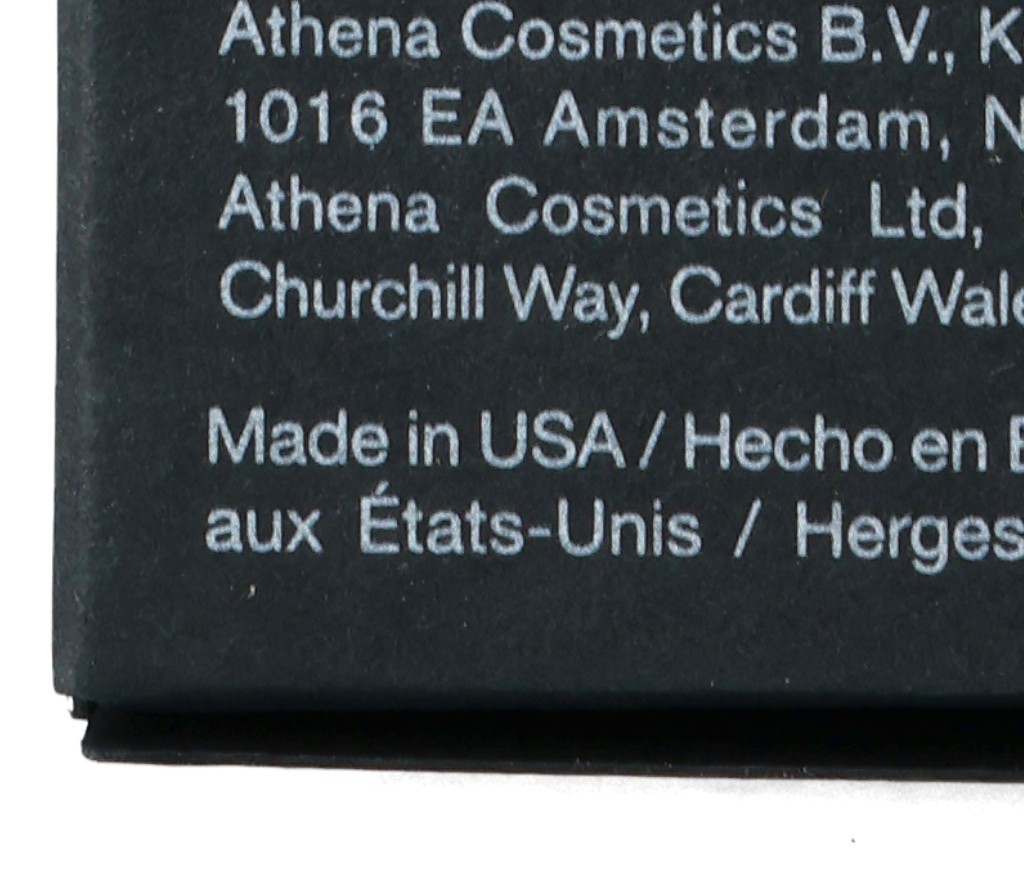 Athena Cosmetics B.V., K
1016 EA Amsterdam, N
Athena Cosmetics Ltd,
Churchill Way, Cardiff Wale
Made in USA / Hecho en E
aux États-Unis / Herges